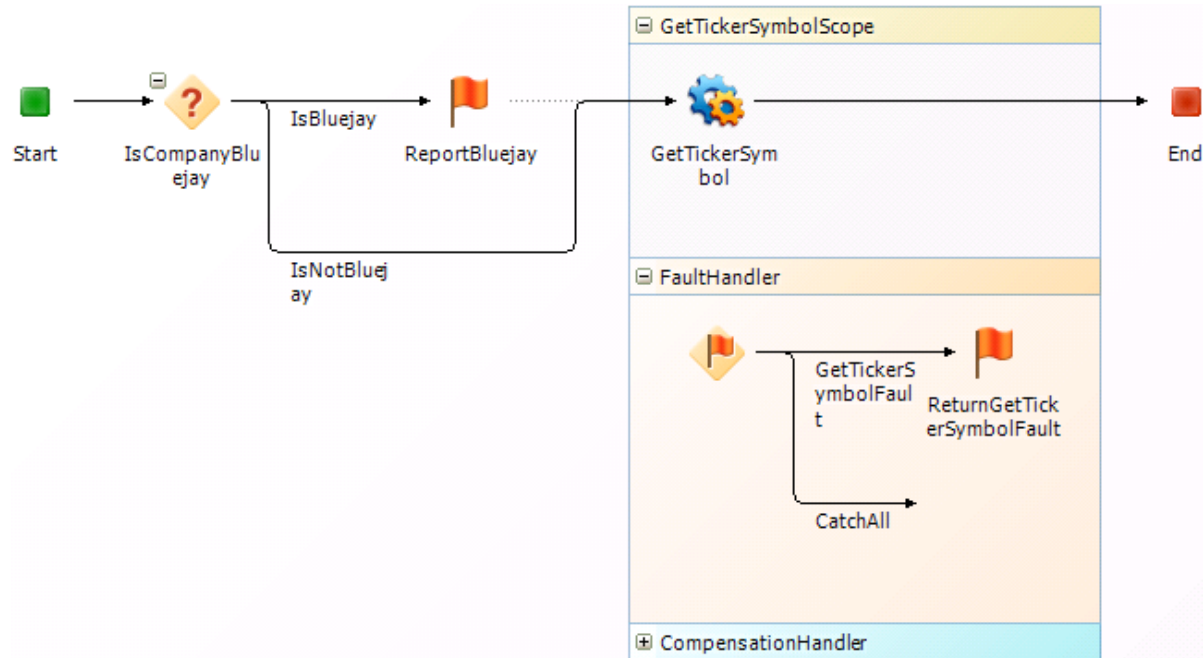 GetTickerSymbolScope
?
IsBluejay
Start
IsCompanyBlu
ejay
ReportBluejay
GetTickerSym
bol
End
IsNotBluej
ay
FaultHandler
GetTickerS
ymbolFaul
t
ReturnGetTick
erSymbolFault
CatchAll
CompensationHandler